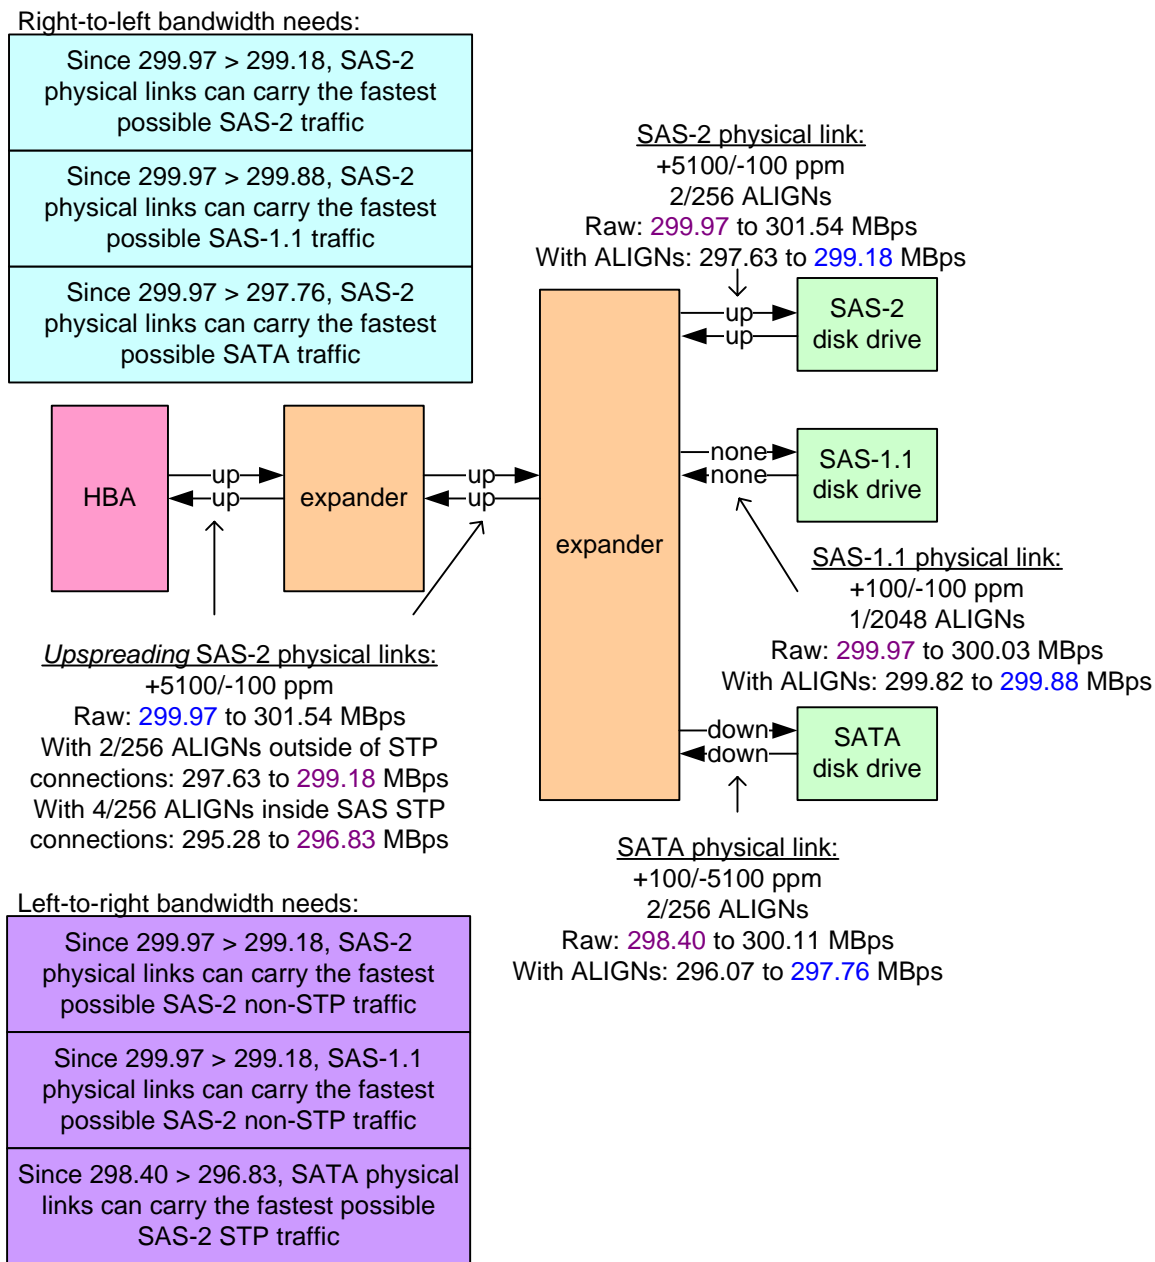 Right-to-left bandwidth needs:
Since 299.97 > 299.18, SAS-2
physical links can carry the fastest
possible SAS-2 traffic
Since 299.97 > 299.88, SAS-2
physical links can carry the fastest
possible SAS-1.1 traffic
Since 299.97 > 297.76, SAS-2
physical links can carry the fastest
possible SATA traffic
SAS-2 physical link:
+5100/-100 ppm
2/256 ALIGNs
Raw: 299.97 to 301.54 MBps
With ALIGNs: 297.63 to 299.18 MBps
up
up
SAS-2
disk drive
HBA
up
up
expander
up
up
expander
none
none
SAS-1.1
disk drive
SAS-1.1 physical link:
+100/-100 ppm
1/2048 ALIGNs
Raw: 299.97 to 300.03 MBps
With ALIGNs: 299.82 to 299.88 MBps
Upspreading SAS-2 physical links:
+5100/-100 ppm
Raw: 299.97 to 301.54 MBps
With 2/256 ALIGNs outside of STP
connections: 297.63 to 299.18 MBps
With 4/256 ALIGNs inside SAS STP
connections: 295.28 to 296.83 MBps
down
down
SATA
disk drive
SATA physical link:
+100/-5100 ppm
2/256 ALIGNs
Raw: 298.40 to 300.11 MBps
With ALIGNs: 296.07 to 297.76 MBps
Left-to-right bandwidth needs:
Since 299.97 > 299.18, SAS-2
physical links can carry the fastest
possible SAS-2 non-STP traffic
Since 299.97 > 299.18, SAS-1.1
physical links can carry the fastest
possible SAS-2 non-STP traffic
Since 298.40 > 296.83, SATA physical
links can carry the fastest possible
SAS-2 STP traffic